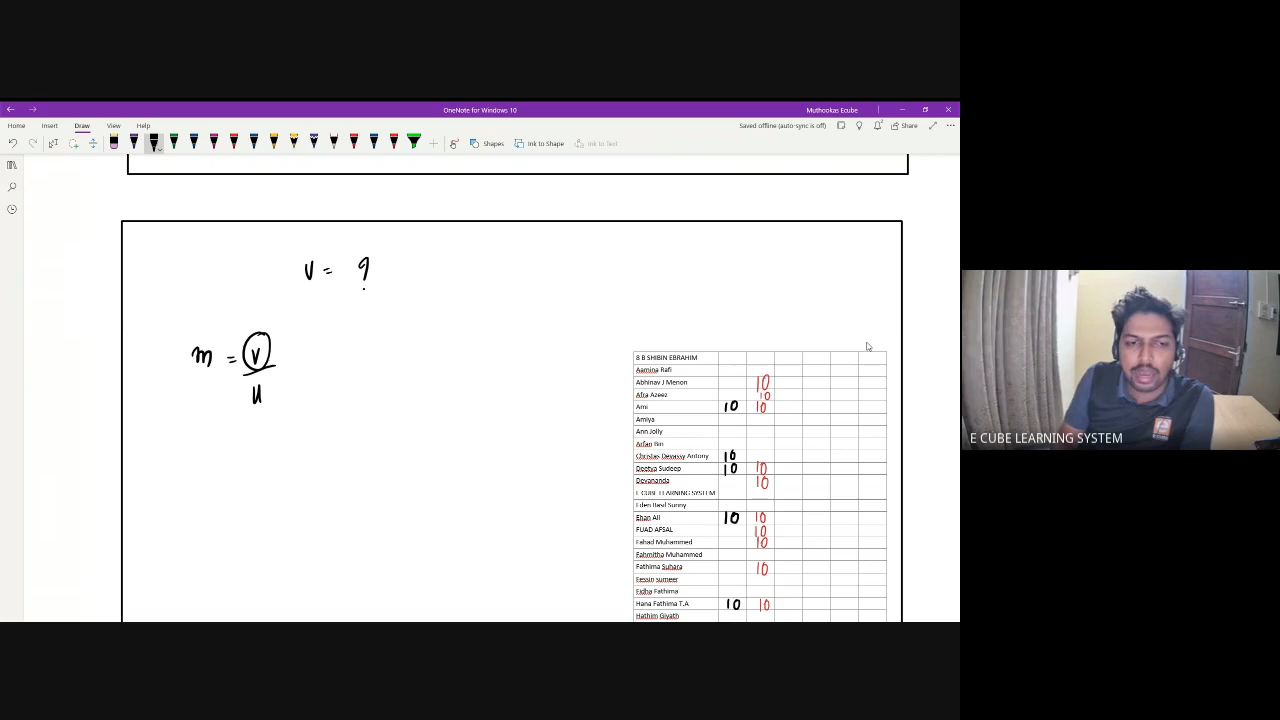 OneNote for Windows 10
Muthookas Ecube
Home Insert Draw View Help
Saved offline (auto-sync is off) Share
Shapes Ink to Shape Ink to Text
v = ?
m = v
u
8 B SHIBIN EBRAHIM
Aamina Rafi
Abhinav J Menon 10
Afra Azeez 10
Ami 10 10
Amiya
Ann Jolly
Arfan Bin
Christas Devassy Antony 10
Deetya Sudeep 10 10
Devananda 10
E CUBE LEARNING SYSTEM
Eden Basil Sunny
Ehan Ali 10 10
FUAD AFSAL 10
Fahad Muhammed 10
Fahmitha Muhammed
Fathima Suhara 10
Fessin sumeer
Fidha Fathima
Hana Fathima T.A 10 10
Hathim Giyath
E CUBE LEARNING SYSTEM